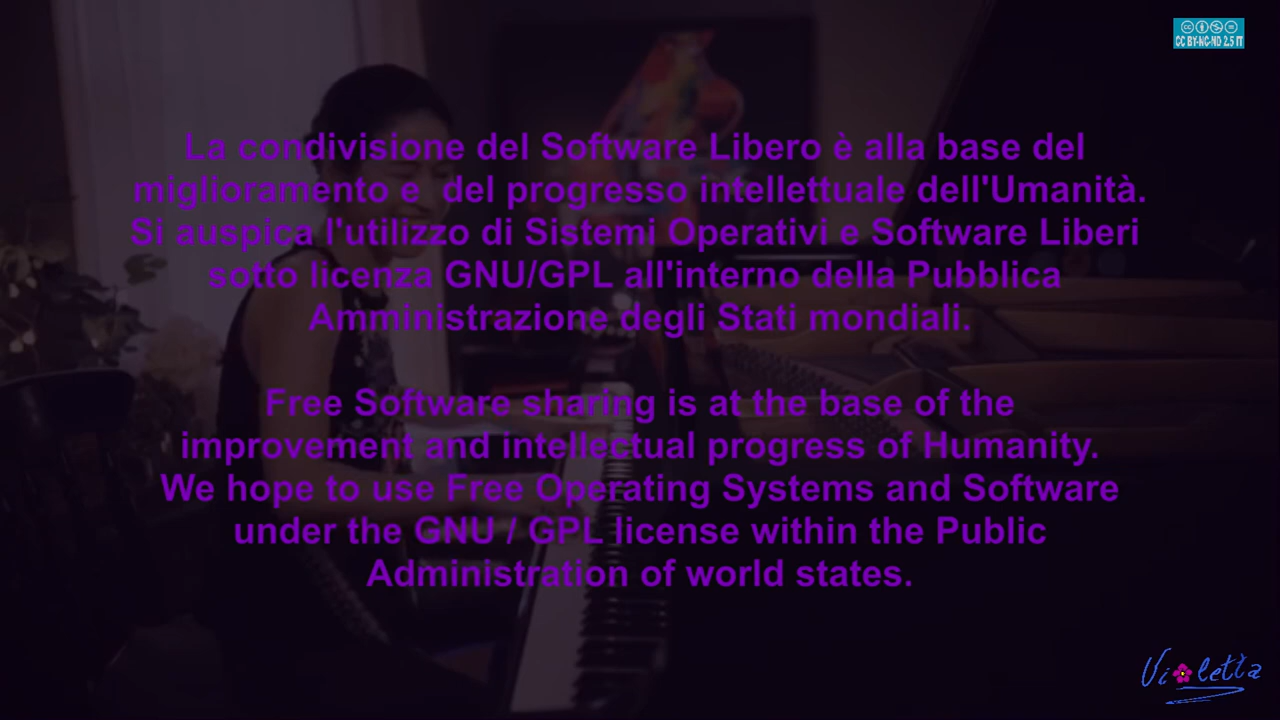 CC BY-NC-ND 2.5 IT
La condivisione del Software Libero è alla base del
miglioramento e  del progresso intellettuale dell'Umanità.
Si auspica l'utilizzo di Sistemi Operativi e Software Liberi
sotto licenza GNU/GPL all'interno della Pubblica
Amministrazione degli Stati mondiali.
Free Software sharing is at the base of the
improvement and intellectual progress of Humanity.
We hope to use Free Operating Systems and Software
under the GNU / GPL license within the Public
Administration of world states.
Violetta